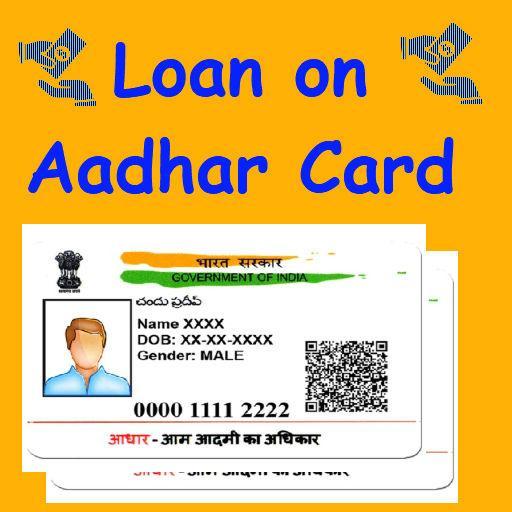 Loan on
Aadhar Card
भारत सरकार
GOVERNMENT OF INDIA
చందు ప్రదీప్
Name XXXX
DOB: XX-XX-XXXX
Gender: MALE
0000 1111 2222
आधार - आम आदमी का अधिकार